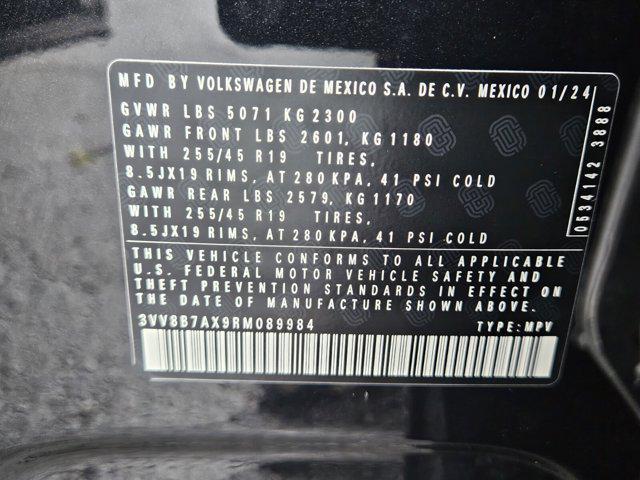 MFD BY VOLKSWAGEN DE MEXICO S.A. DE C.V. MEXICO 01/24
GVWR LBS 5071 KG 2300
GAWR FRONT LBS 2601, KG 1180
WITH 255/45 R19 TIRES,
8.5JX19 RIMS, AT 280 KPA, 41 PSI COLD
GAWR REAR LBS 2579, KG 1170
WITH 255/45 R19 TIRES,
8.5JX19 RIMS, AT 280 KPA, 41 PSI COLD
0534142 3888
THIS VEHICLE CONFORMS TO ALL APPLICABLE
U.S. FEDERAL MOTOR VEHICLE SAFETY AND
THEFT PREVENTION STANDARDS IN EFFECT ON
THE DATE OF MANUFACTURE SHOWN ABOVE.
3VV8B7AX9RM089984 TYPE: MPV